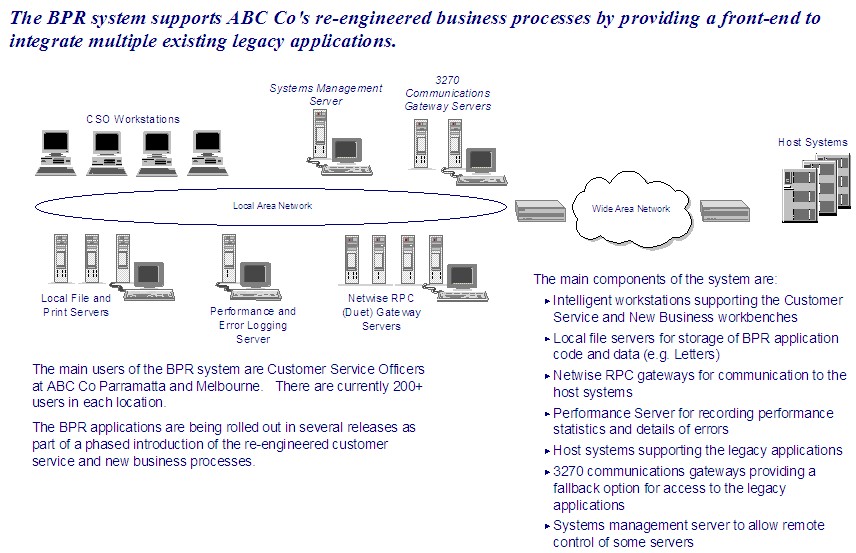 The BPR system supports ABC Co's re-engineered business processes by providing a front-end to
integrate multiple existing legacy applications.
CSO Workstations
Systems Management
Server
3270
Communications
Gateway Servers
Host Systems
Local Area Network
Wide Area Network
Local File and
Print Servers
Performance and
Error Logging
Server
Netwise RPC
(Duet) Gateway
Servers
The main users of the BPR system are Customer Service Officers
at ABC Co Parramatta and Melbourne. There are currently 200+
users in each location.
The BPR applications are being rolled out in several releases as
part of a phased introduction of the re-engineered customer
service and new business processes.
The main components of the system are:
▸ Intelligent workstations supporting the Customer
Service and New Business workbenches
▸ Local file servers for storage of BPR application
code and data (e.g. Letters)
▸ Netwise RPC gateways for communication to the
host systems
▸ Performance Server for recording performance
statistics and details of errors
▸ Host systems supporting the legacy applications
▸ 3270 communications gateways providing a
fallback option for access to the legacy
applications
▸ Systems management server to allow remote
control of some servers